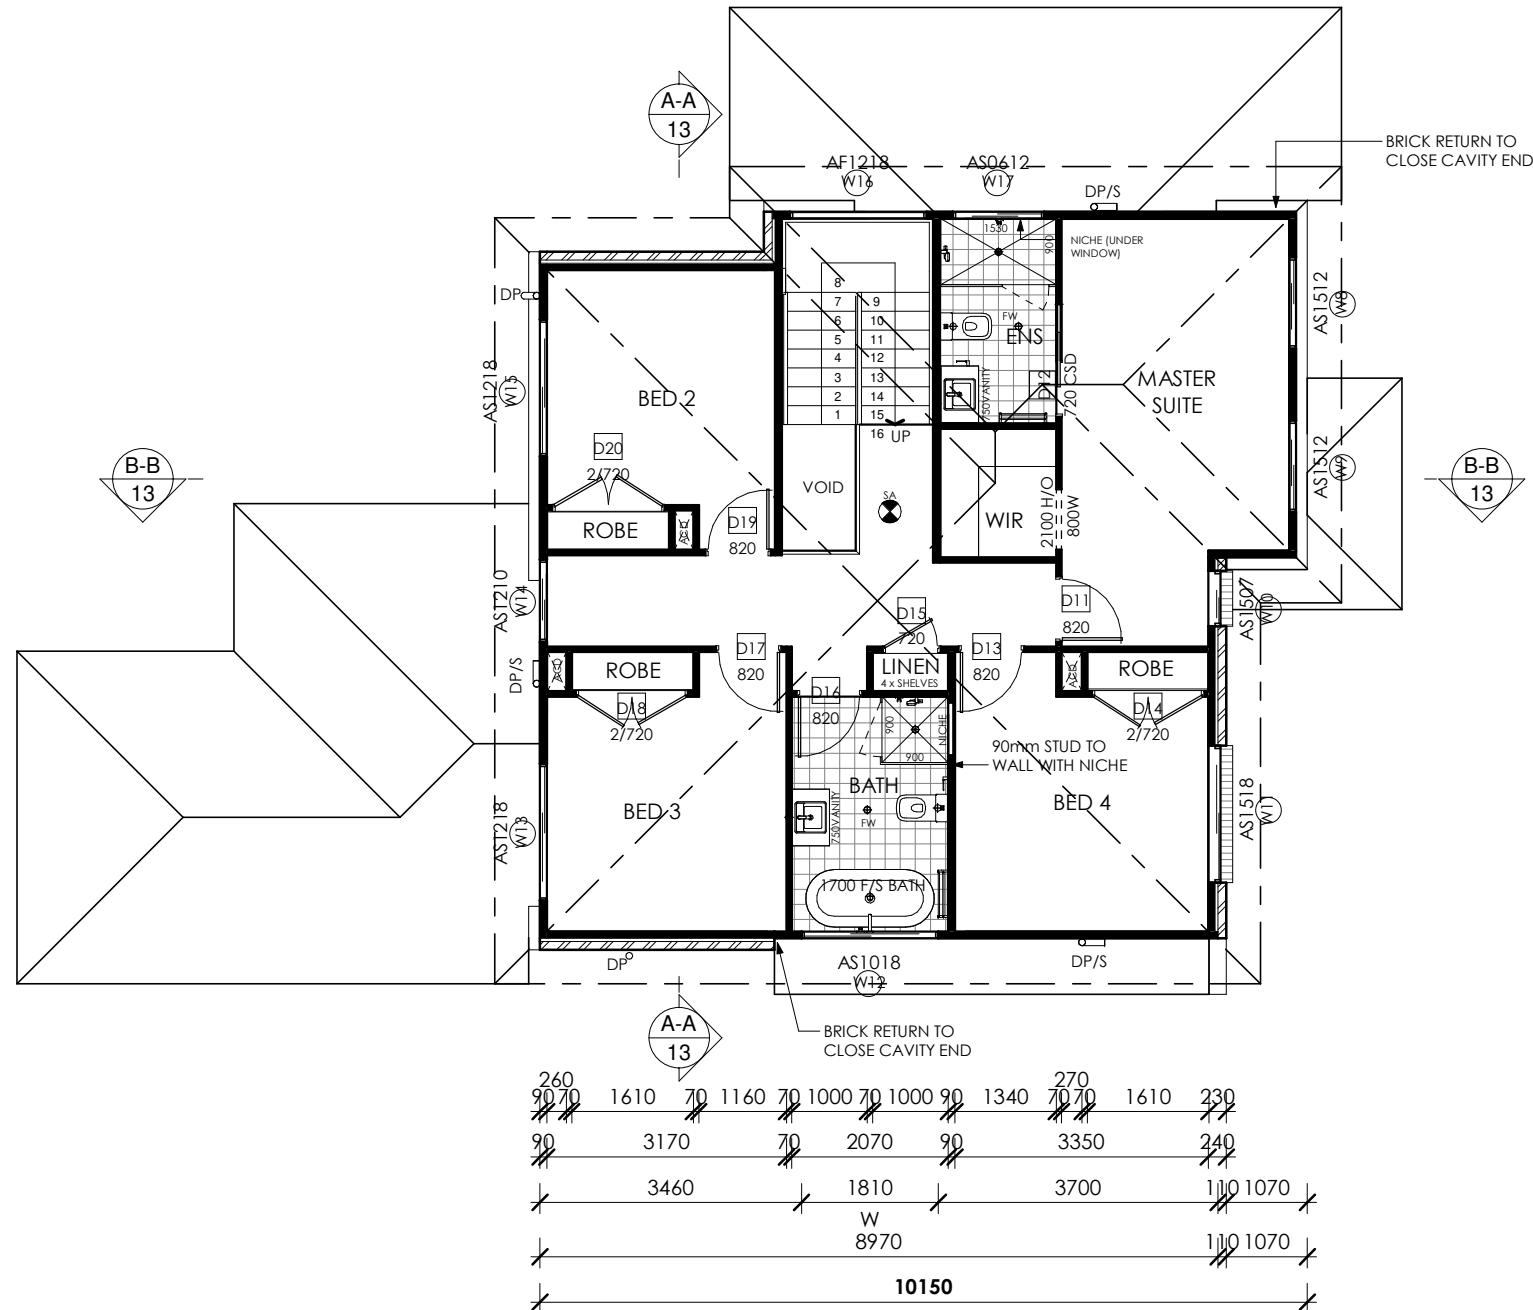 A-A
13
BRICK RETURN TO
CLOSE CAVITY END
AF1218
W16
AS0612
W17
DP/S
1530
900
NICHE (UNDER
WINDOW)
DP
8
7
6
5
4
3
2
1
9
10
11
12
13
14
15
16
UP
FW
ENS
750VANITY
D12
720 CSD
MASTER
SUITE
AS1512
W8
AS1512
W9
AS1218
W15
BED 2
D20
2/720
ROBE
D19
820
VOID
SA
WIR
2100 H/O
800W
B-B
13
B-B
13
AS1210
W14
D15
720
D11
820
AS1507
W10
DP/S
ROBE
D17
820
LINEN
4 x SHELVES
D13
820
ROBE
D18
2/720
D16
820
900
900
NICHE
D14
2/720
90mm STUD TO
WALL WITH NICHE
BED 3
BATH
BED 4
750VANITY
FW
AS1218
W13
AS1518
W11
1700 F/S BATH
DP
AS1018
W12
DP/S
A-A
13
BRICK RETURN TO
CLOSE CAVITY END
260 270
90 70 1610 70 1160 70 1000 70 1000 90 1340 70 70 1610 230
90 3170 70 2070 90 3350 240
3460 1810 3700 110 1070
W
8970 110 1070
10150